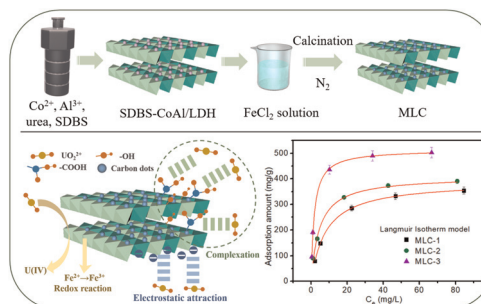 Calcination
N₂
Co²⁺, Al³⁺,
urea, SDBS
SDBS-CoAl/LDH
FeCl₂ solution
MLC
UO₂²⁺
-OH
-COOH
Carbon dots
Complexation
U(IV)
Fe²⁺→Fe³⁺
Redox reaction
Electrostatic attraction
Adsorption amount (mg/g)
500
400
300
200
100
0
0
20
40
60
80
Cₑ (mg/L)
Langmuir Isotherm model
MLC-1
MLC-2
MLC-3